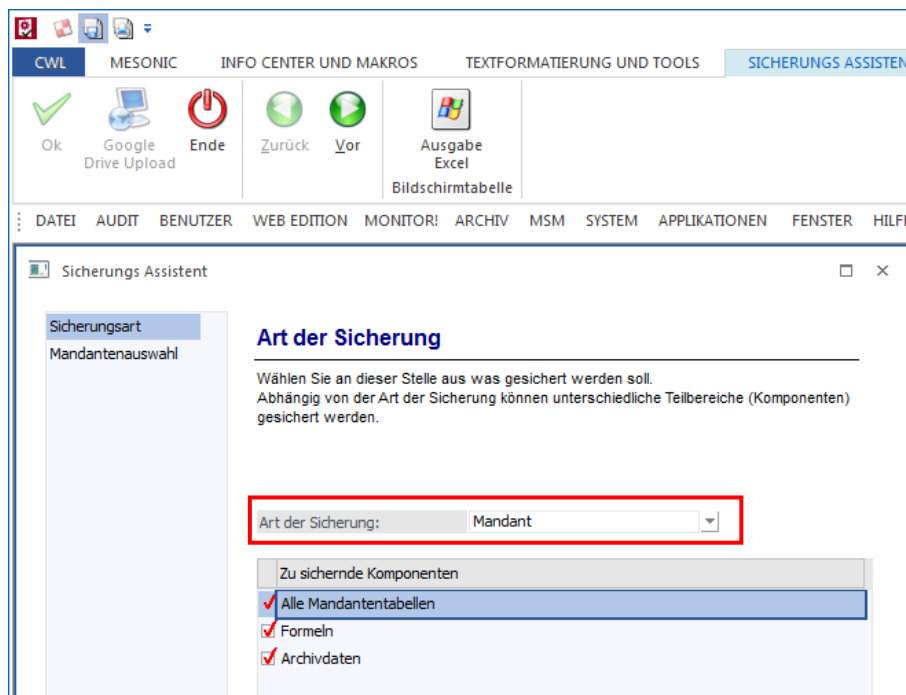 CWL MESONIC INFO CENTER UND MAKROS TEXTFORMATIERUNG UND TOOLS SICHERUNGS ASSISTEN
Ok Google Drive Upload Ende Zurück Vor Ausgabe Excel
Bildschirmtabelle
DATEI AUDIT BENUTZER WEB EDITION MONITOR! ARCHIV MSM SYSTEM APPLIKATIONEN FENSTER HILF
Sicherungs Assistent
Sicherungsart
Mandantenauswahl
Art der Sicherung
Wählen Sie an dieser Stelle aus was gesichert werden soll.
Abhängig von der Art der Sicherung können unterschiedliche Teilbereiche (Komponenten)
gesichert werden.
Art der Sicherung: Mandant
Zu sichernde Komponenten
Alle Mandantentabellen
Formeln
Archivdaten